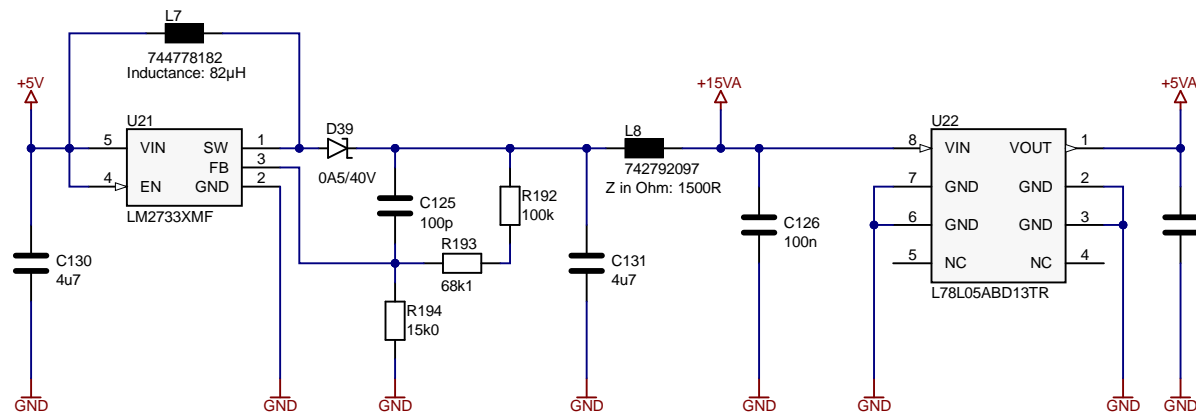 L7
744778182
Inductance: 82µH
+5V
+15VA
+5VA
U21
D39
L8
U22
5 VIN SW 1
FB 3
4 EN GND 2
LM2733XMF
0A5/40V
742792097
Z in Ohm: 1500R
8 VIN VOUT 1
7 GND GND 2
6 GND GND 3
5 NC NC 4
L78L05ABD13TR
C125
100p
R192
100k
C126
100n
R193
68k1
C130
4u7
C131
4u7
R194
15k0
GND
GND
GND
GND
GND
GND
GND
GND